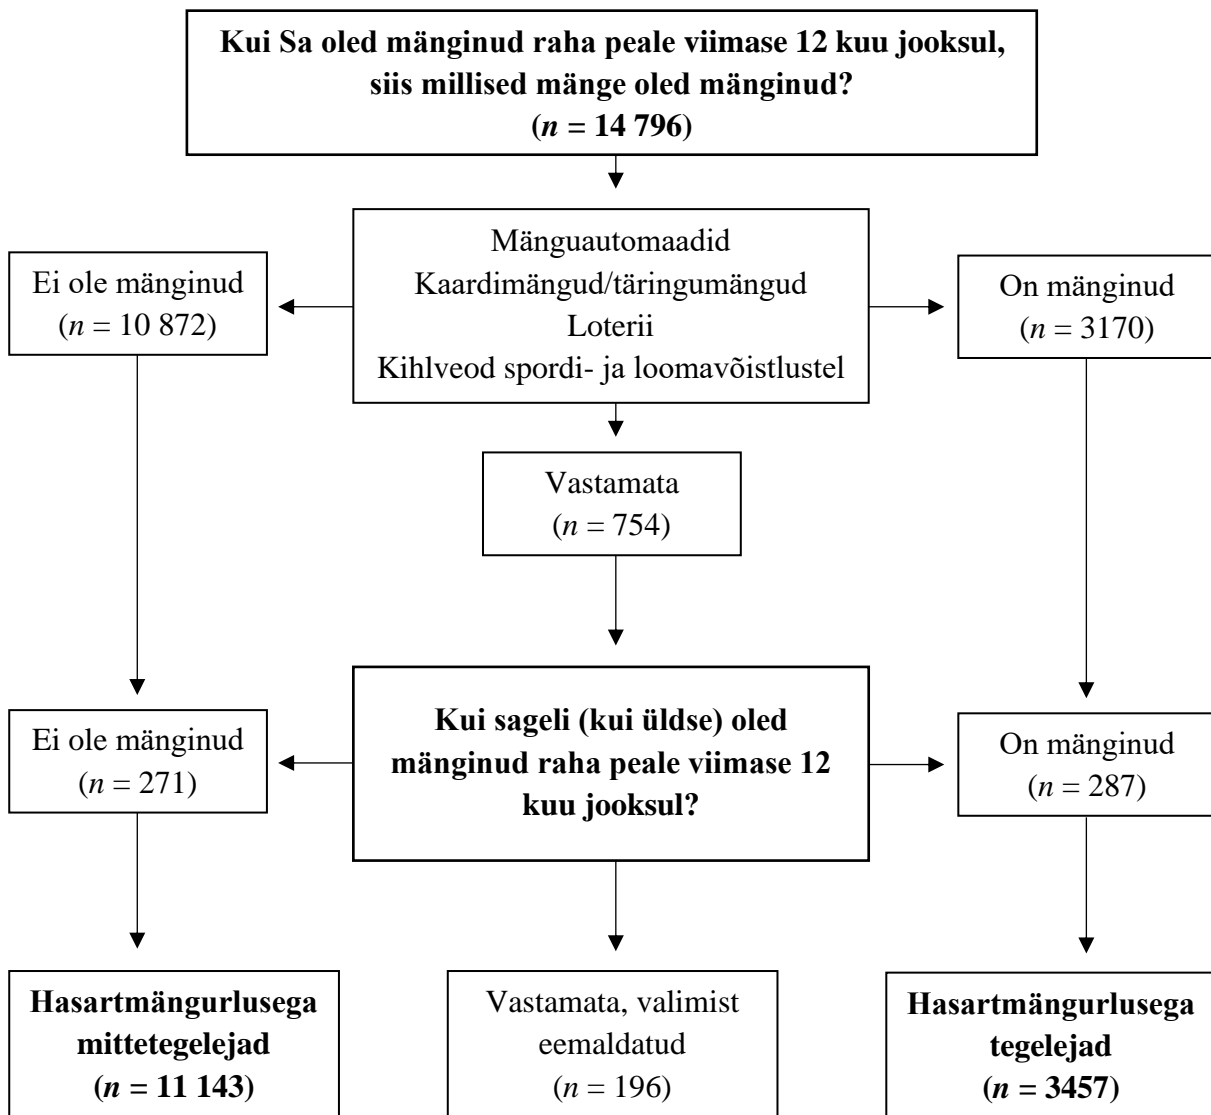 Kui Sa oled mänginud raha peale viimase 12 kuu jooksul,
siis millised mänge oled mänginud?
(n = 14 796)
Mänguautomaadid
Kaardimängud/täringumängud
Loterii
Kihlveod spordi- ja loomavõistlustel
Ei ole mänginud
(n = 10 872)
On mänginud
(n = 3170)
Vastamata
(n = 754)
Kui sageli (kui üldse) oled
mänginud raha peale viimase 12
kuu jooksul?
Ei ole mänginud
(n = 271)
On mänginud
(n = 287)
Hasartmängurlusega
mittetegelejad
(n = 11 143)
Vastamata, valimist
eemaldatud
(n = 196)
Hasartmängurlusega
tegelejad
(n = 3457)